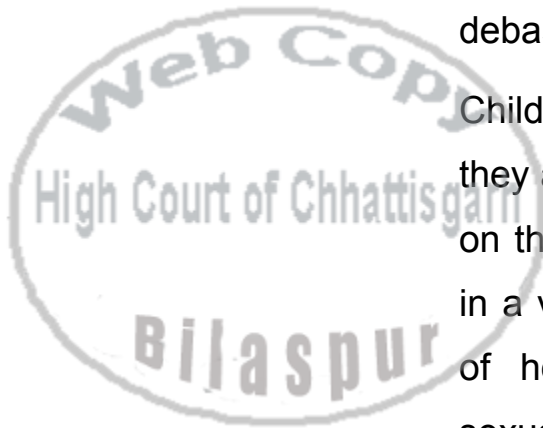 Web Copy
High Court of Chhattisgarh
Bilaspur
deba
Child
they a
on th
in a v
of he